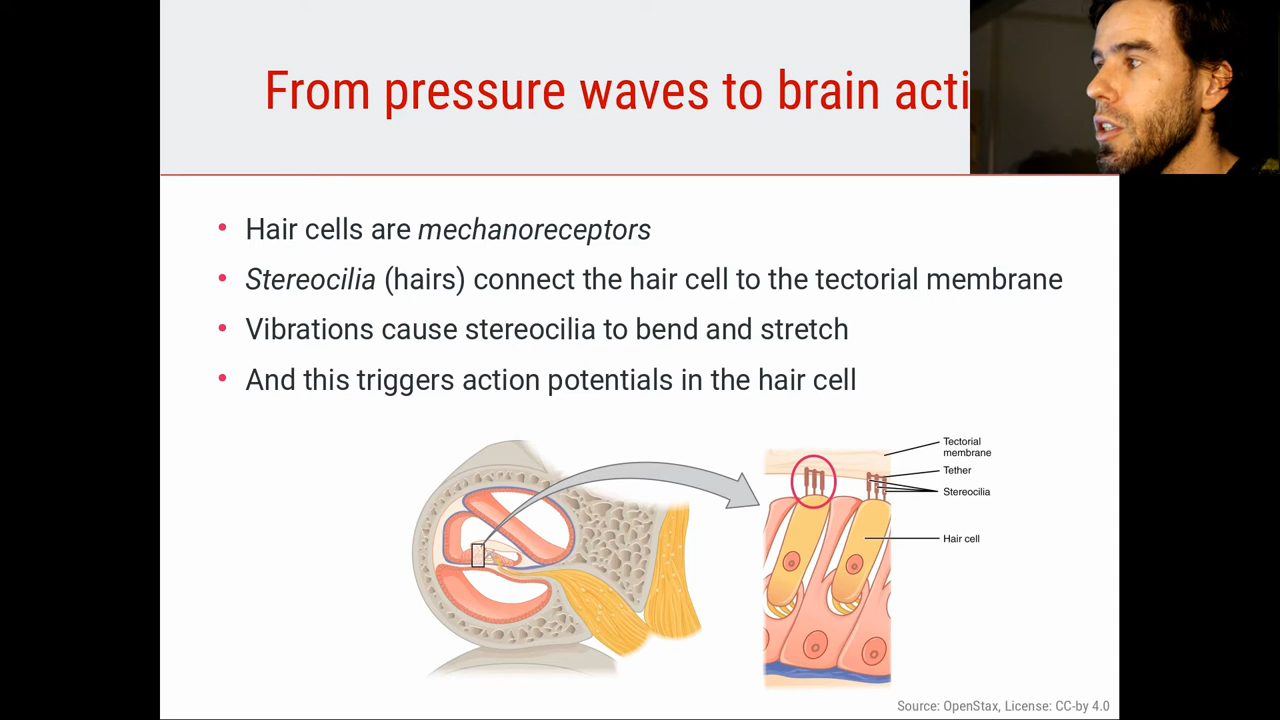 From pressure waves to brain acti
Hair cells are mechanoreceptors
Stereocilia (hairs) connect the hair cell to the tectorial membrane
Vibrations cause stereocilia to bend and stretch
And this triggers action potentials in the hair cell
Tectorial
membrane
Tether
Stereocilia
Hair cell
Source: OpenStax, License: CC-by 4.0